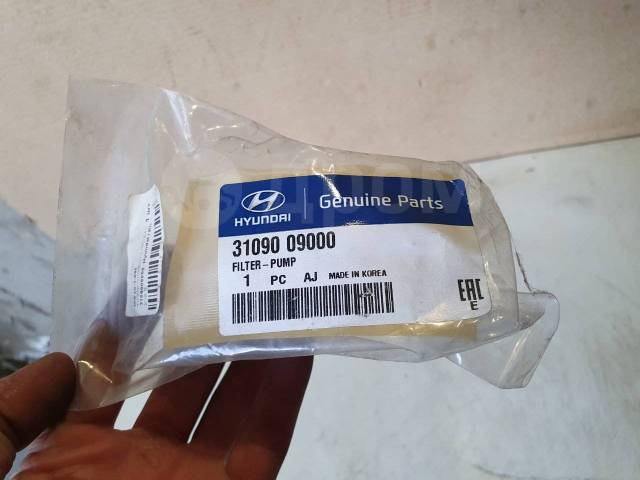 HYUNDAI
Genuine Parts
31090 09000
FILTER-PUMP
1 PC AJ MADE IN KOREA
EAC
E